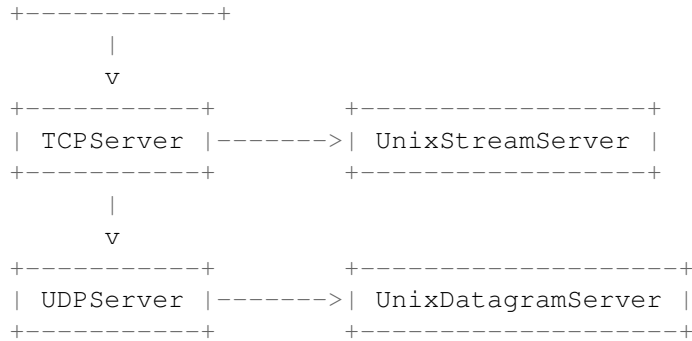 +------------+
      |
      v
+-----------+        +------------------+
| TCPServer |------->| UnixStreamServer |
+-----------+        +------------------+
      |
      v
+-----------+        +--------------------+
| UDPServer |------->| UnixDatagramServer |
+-----------+        +--------------------+